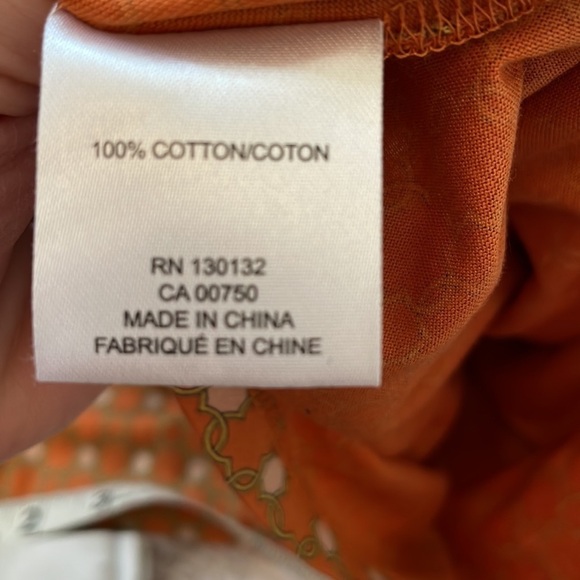 100% COTTON/COTON
RN 130132
CA 00750
MADE IN CHINA
FABRIQUÉ EN CHINE